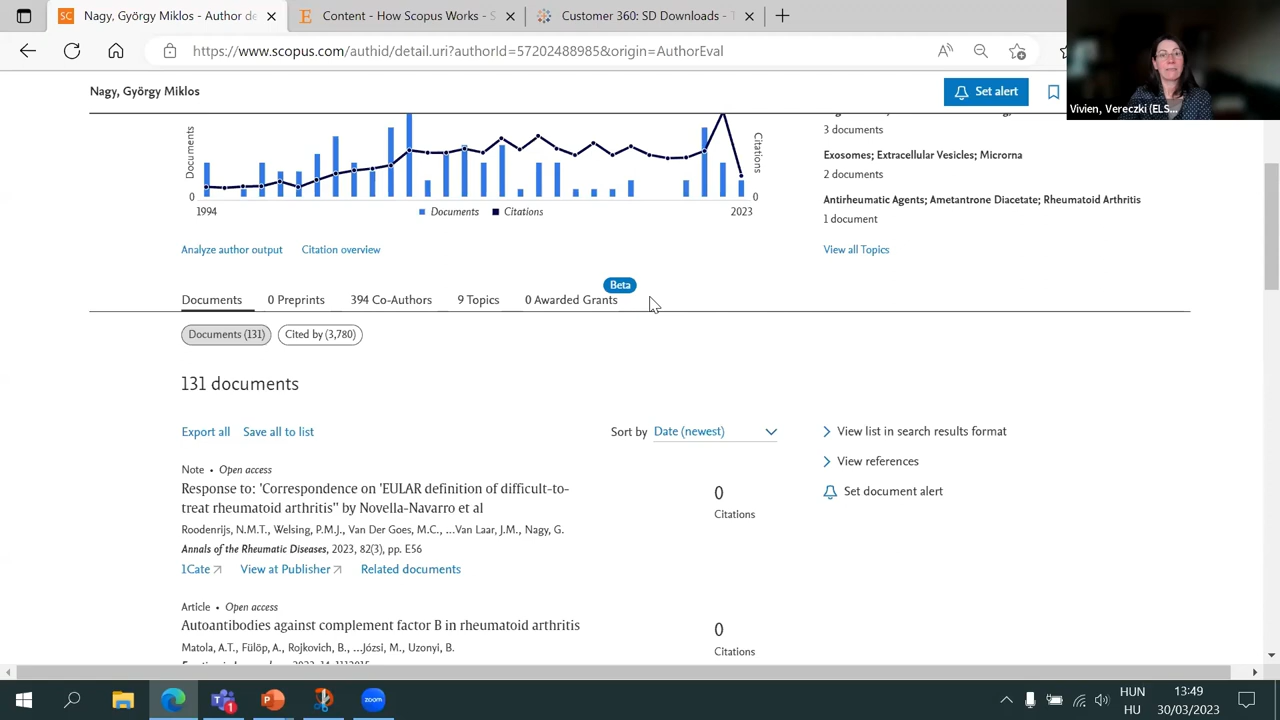 Nagy, György Miklos - Author de
Content - How Scopus Works - S
Customer 360: SD Downloads - T
https://www.scopus.com/authid/detail.uri?authorId=57202488985&origin=AuthorEval
Nagy, György Miklos
Set alert
Vivien, Vereczki (ELS...
Documents
Citations
0
0
1994
2023
Documents
Citations
3 documents
Exosomes; Extracellular Vesicles; Microrna
2 documents
Antirheumatic Agents; Ametantrone Diacetate; Rheumatoid Arthritis
1 document
Analyze author output
Citation overview
View all Topics
Beta
Documents
0 Preprints
394 Co-Authors
9 Topics
0 Awarded Grants
Documents (131)
Cited by (3,780)
131 documents
Export all
Save all to list
Sort by
Date (newest)
View list in search results format
View references
Set document alert
Note • Open access
Response to: 'Correspondence on 'EULAR definition of difficult-to-
treat rheumatoid arthritis'' by Novella-Navarro et al
Roodenrijs, N.M.T., Welsing, P.M.J., Van Der Goes, M.C., ...Van Laar, J.M., Nagy, G.
Annals of the Rheumatic Diseases, 2023, 82(3), pp. E56
0
Citations
1Cate
View at Publisher
Related documents
Article • Open access
Autoantibodies against complement factor B in rheumatoid arthritis
Matola, A.T., Fülöp, A., Rojkovich, B., ...Józsi, M., Uzonyi, B.
0
Citations
zoom
1
HUN
HU
13:49
30/03/2023